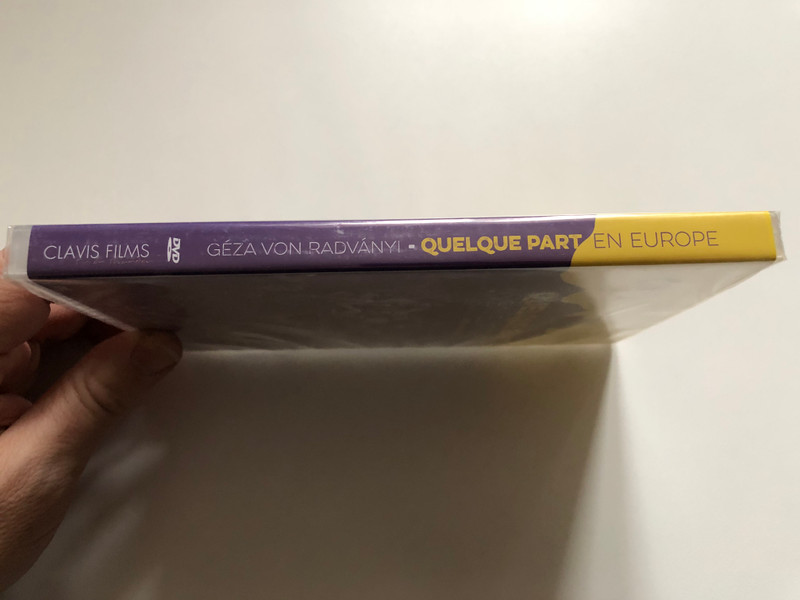 CLAVIS FILMS DVD GÉZA VON RADVÁNYI - QUELQUE PART EN EUROPE